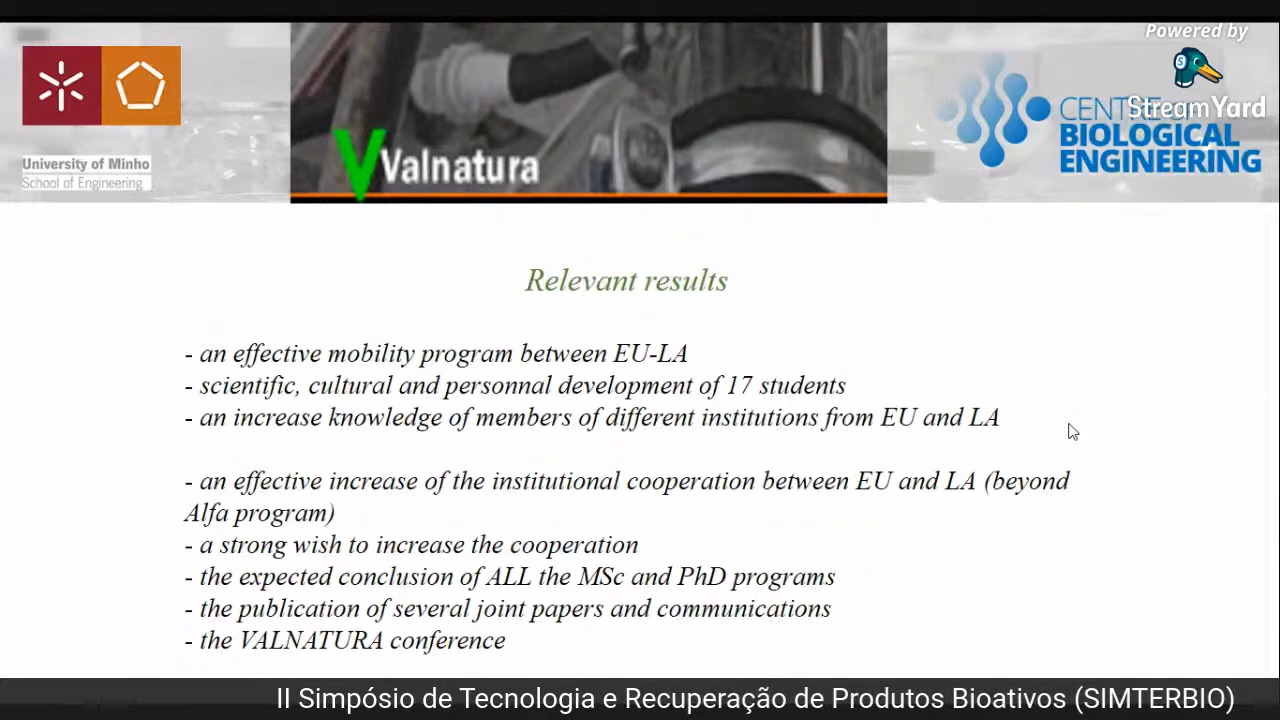 Powered by
StreamYard
University of Minho
School of Engineering
Valnatura
CENTRE
BIOLOGICAL
ENGINEERING
Relevant results
- an effective mobility program between EU-LA
- scientific, cultural and personnal development of 17 students
- an increase knowledge of members of different institutions from EU and LA
- an effective increase of the institutional cooperation between EU and LA (beyond
Alfa program)
- a strong wish to increase the cooperation
- the expected conclusion of ALL the MSc and PhD programs
- the publication of several joint papers and communications
- the VALNATURA conference
II Simpósio de Tecnologia e Recuperação de Produtos Bioativos (SIMTERBIO)